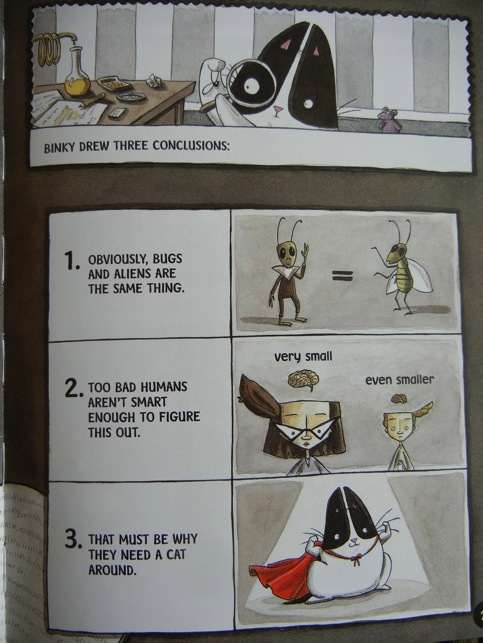 BINKY DREW THREE CONCLUSIONS:
1. OBVIOUSLY, BUGS
AND ALIENS ARE
THE SAME THING.
=
2. TOO BAD HUMANS
AREN'T SMART
ENOUGH TO FIGURE
THIS OUT.
very small
even smaller
3. THAT MUST BE WHY
THEY NEED A CAT
AROUND.